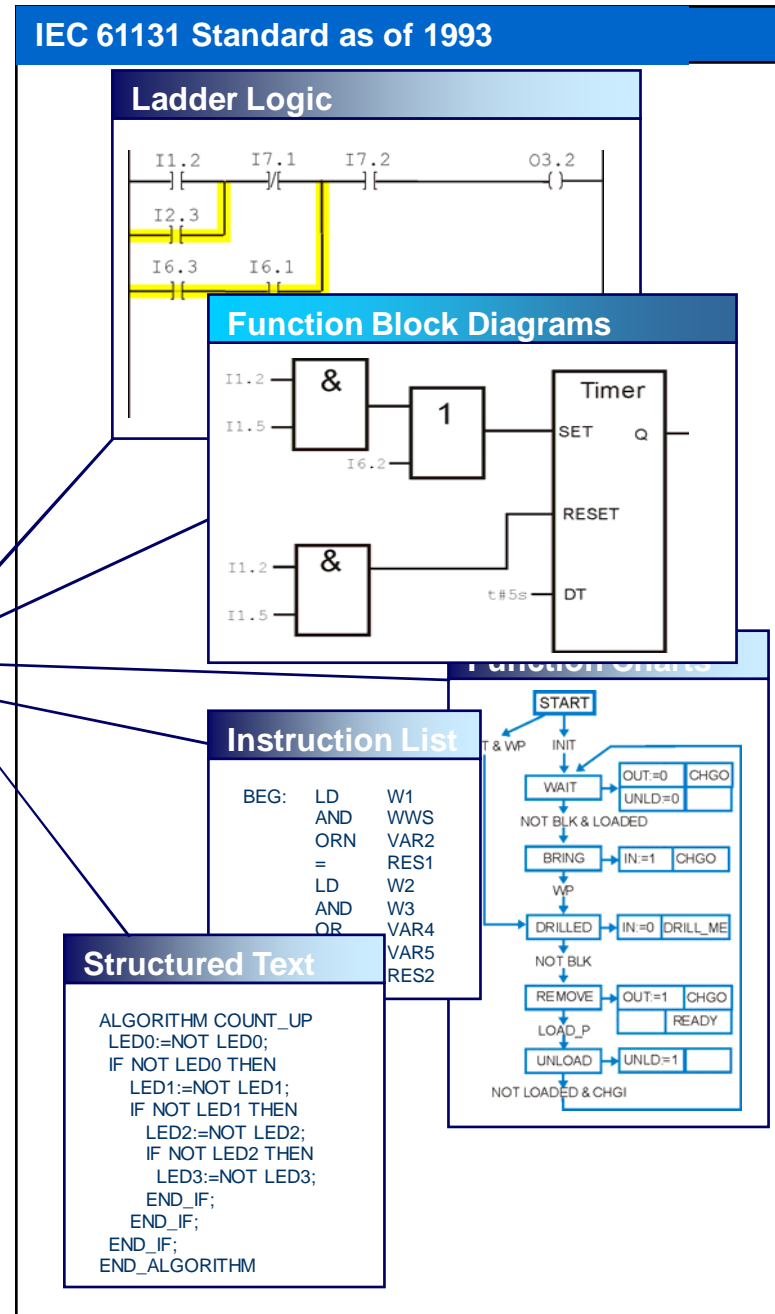 IEC 61131 Standard as of 1993
Ladder Logic
I1.2 I7.1 I7.2 O3.2
I2.3
I6.3 I6.1
Function Block Diagrams
I1.2
&
I1.5
1
I6.2
Timer
SET Q
RESET
I1.2
&
I1.5
t#5s DT
Function Charts
START
T & WP INIT
WAIT OUT:=0 CHGO
UNLD:=0
NOT BLK & LOADED
BRING IN:=1 CHGO
WP
DRILLED IN:=0 DRILL_ME
NOT BLK
REMOVE OUT:=1 CHGO
READY
LOAD_P
UNLOAD UNLD:=1
NOT LOADED & CHGI
Instruction List
BEG: LD W1
AND WWS
ORN VAR2
= RES1
LD W2
AND W3
OR VAR4
VAR5
RES2
Structured Text
ALGORITHM COUNT_UP
LED0:=NOT LED0;
IF NOT LED0 THEN
LED1:=NOT LED1;
IF NOT LED1 THEN
LED2:=NOT LED2;
IF NOT LED2 THEN
LED3:=NOT LED3;
END_IF;
END_IF;
END_IF;
END_ALGORITHM